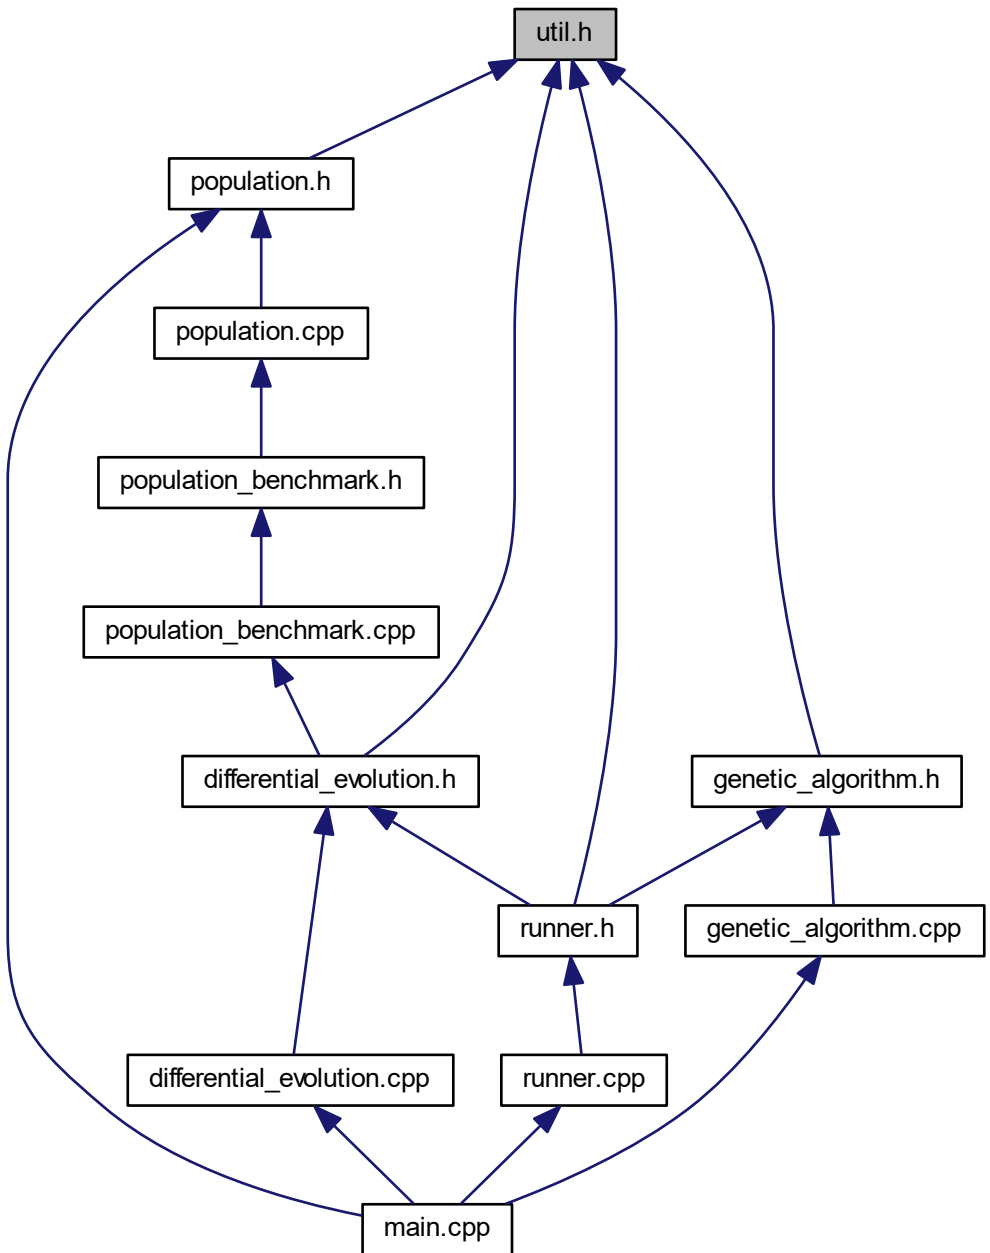 util.h
population.h
population.cpp
population_benchmark.h
population_benchmark.cpp
differential_evolution.h
genetic_algorithm.h
runner.h
genetic_algorithm.cpp
differential_evolution.cpp
runner.cpp
main.cpp